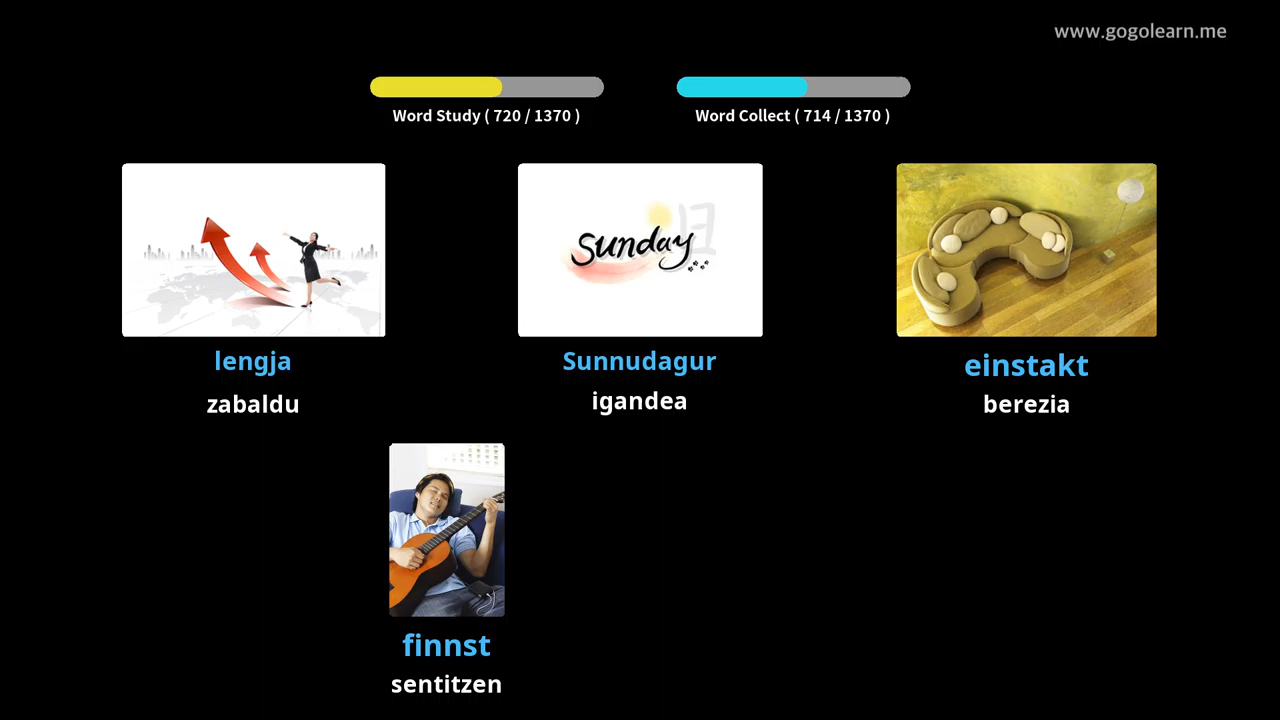 www.gogolearn.me
Word Study ( 720 / 1370 )
Word Collect ( 714 / 1370 )
Sunday
lengja
Sunnudagur
einstakt
zabaldu
igandea
berezia
finnst
sentitzen